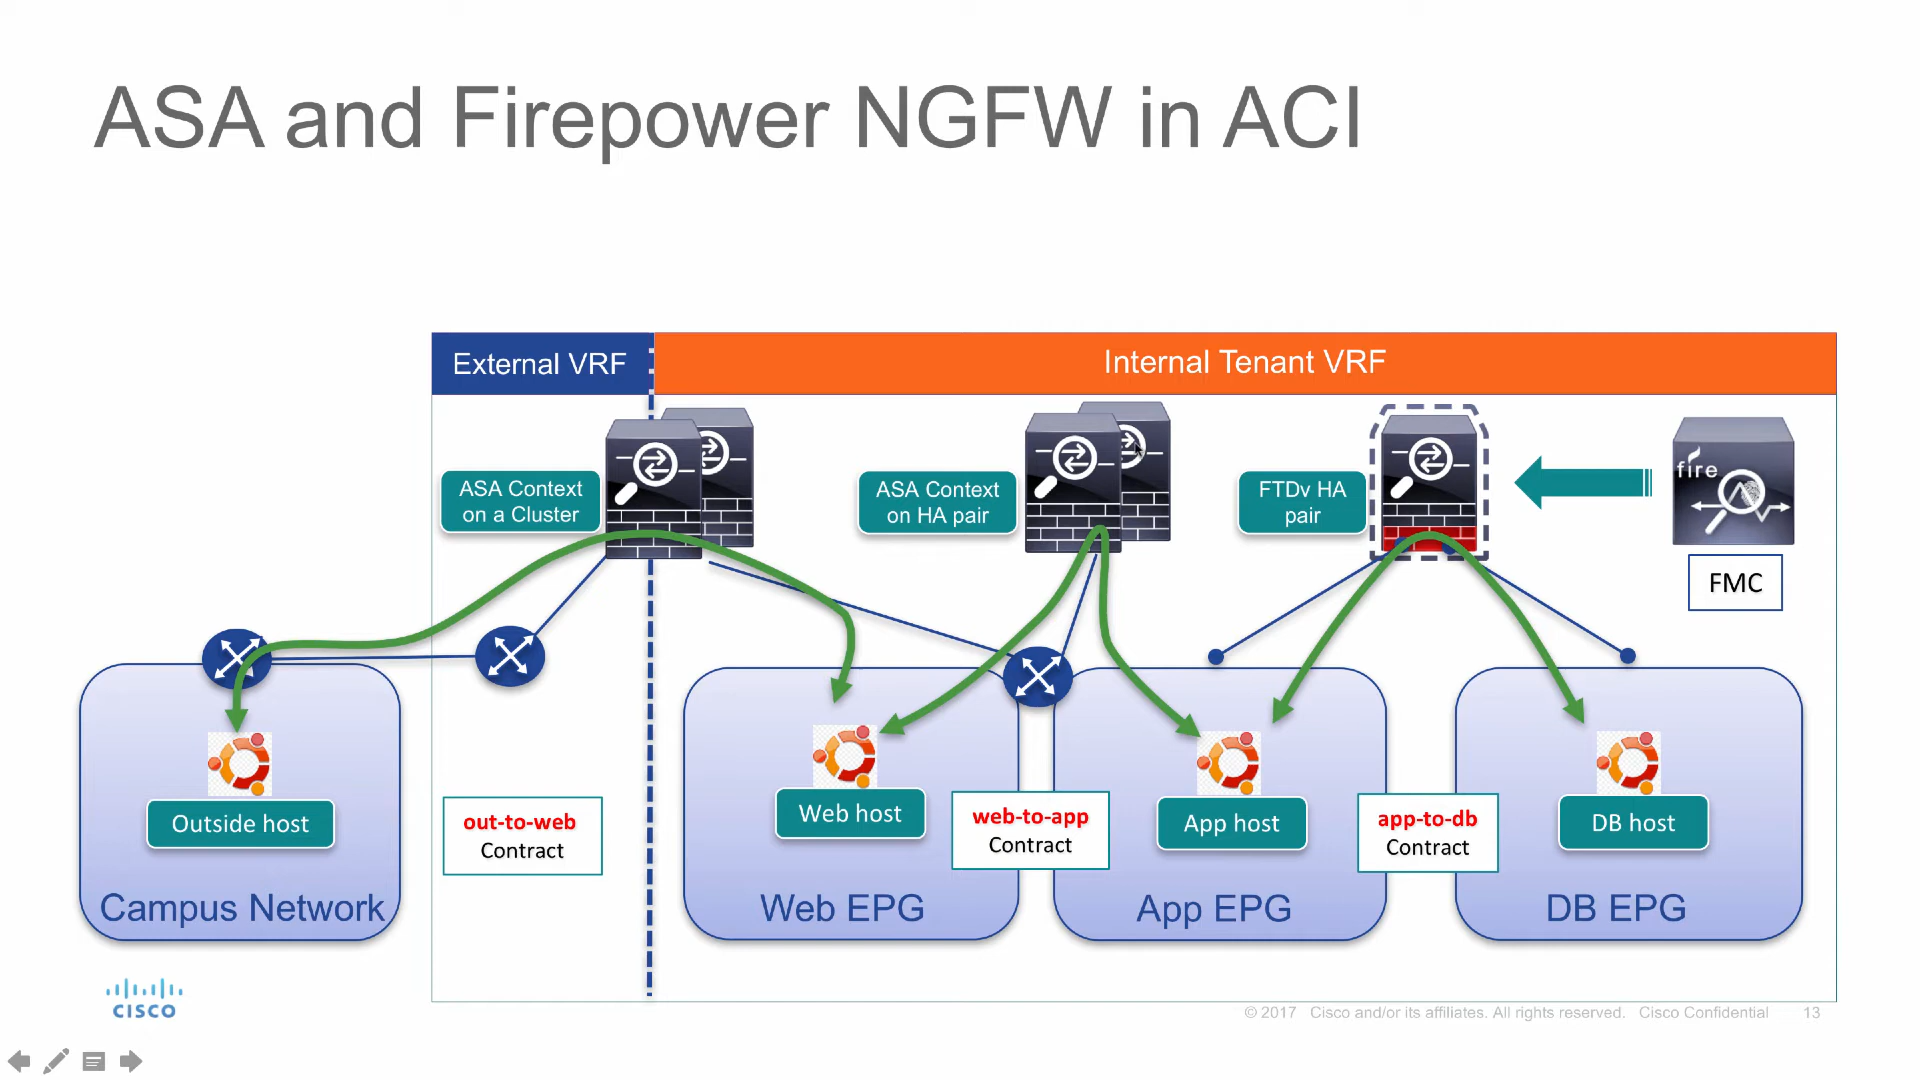 ASA and Firepower NGFW in ACI
External VRF
Internal Tenant VRF
ASA Context
on a Cluster
ASA Context
on HA pair
FTDv HA
pair
fire
FMC
Outside host
Campus Network
out-to-web
Contract
Web host
Web EPG
web-to-app
Contract
App host
App EPG
app-to-db
Contract
DB host
DB EPG
CISCO
© 2017 Cisco and/or its affiliates. All rights reserved. Cisco Confidential 13